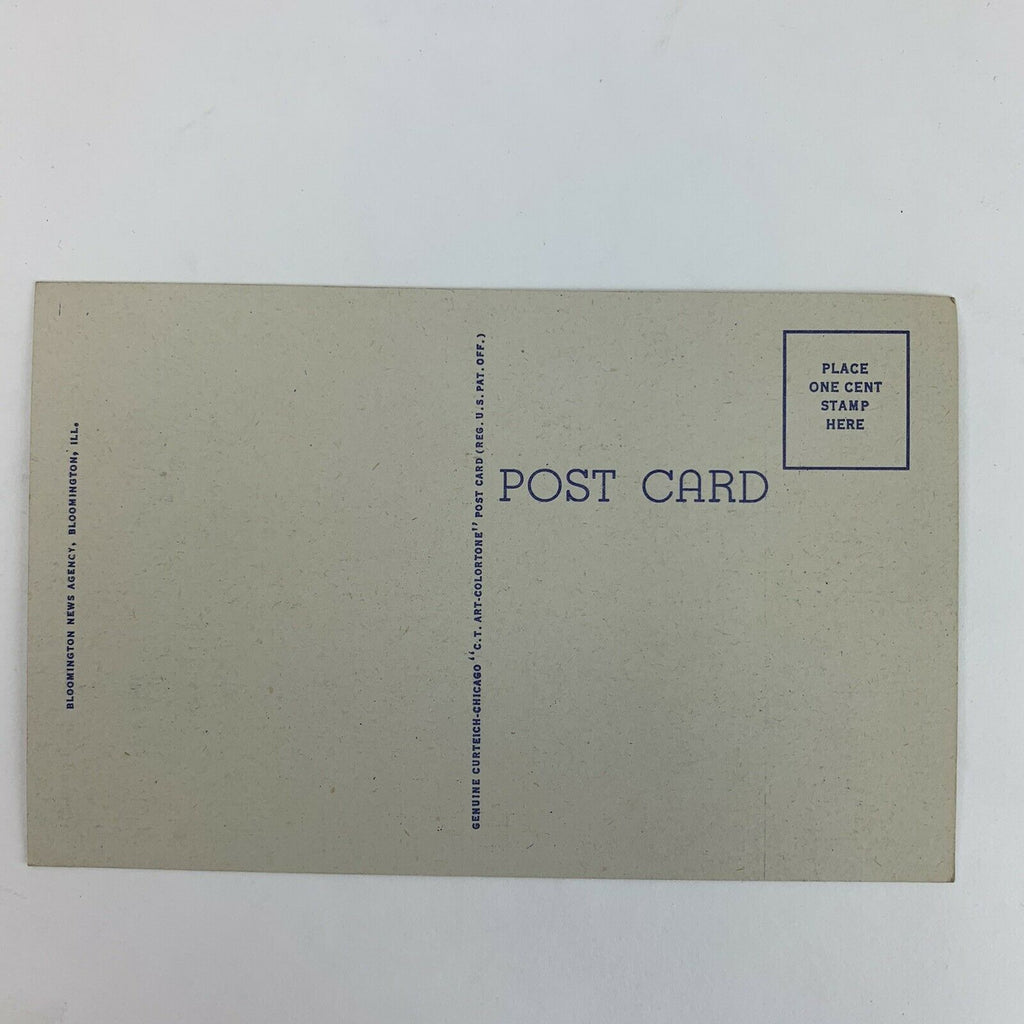 BLOOMINGTON NEWS AGENCY, BLOOMINGTON, ILL.
GENUINE CURTEICH-CHICAGO "C.T. ART-COLORTONE" POST CARD (REG. U.S. PAT. OFF.)
POST CARD
PLACE
ONE CENT
STAMP
HERE